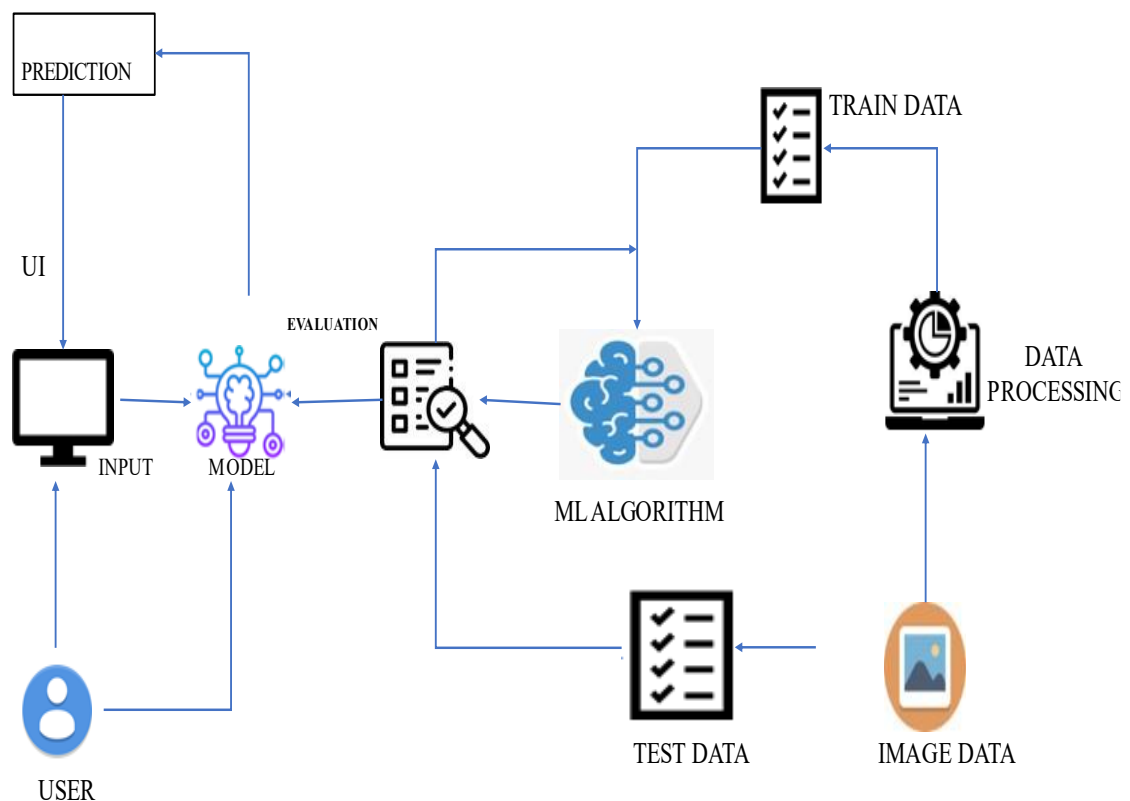 PREDICTION
TRAIN DATA
UI
EVALUATION
DATA
PROCESSING
INPUT
MODEL
ML ALGORITHM
TEST DATA
IMAGE DATA
USER